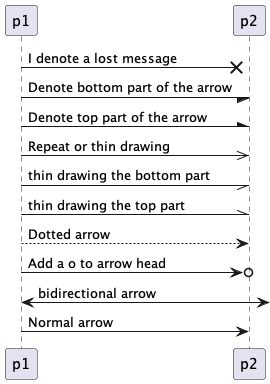 p1 p2
I denote a lost message
Denote bottom part of the arrow
Denote top part of the arrow
Repeat or thin drawing
thin drawing the bottom part
thin drawing the top part
Dotted arrow
Add a o to arrow head
bidirectional arrow
Normal arrow
p1 p2